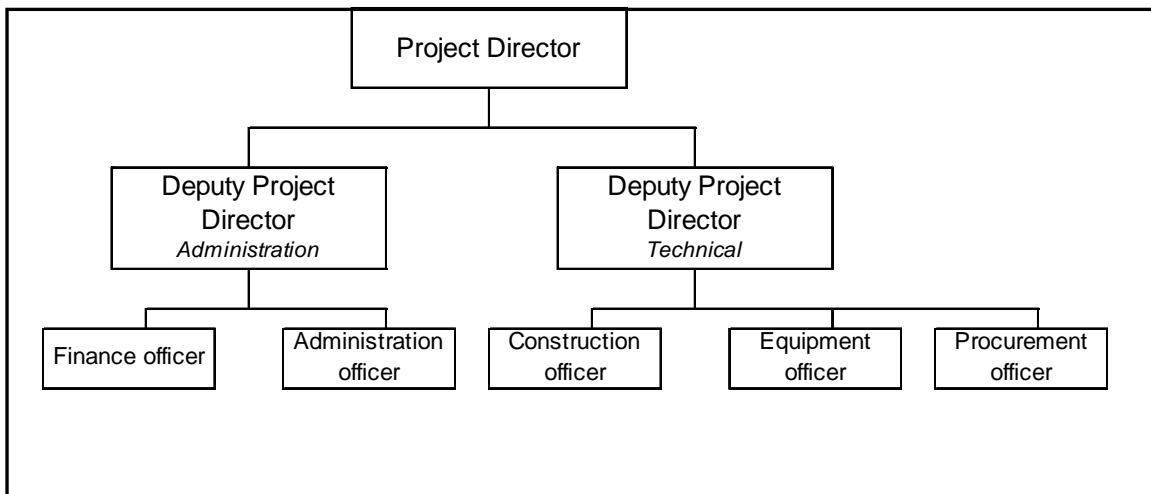 Project Director
Deputy Project
Director
Administration
Deputy Project
Director
Technical
Finance officer
Administration
officer
Construction
officer
Equipment
officer
Procurement
officer